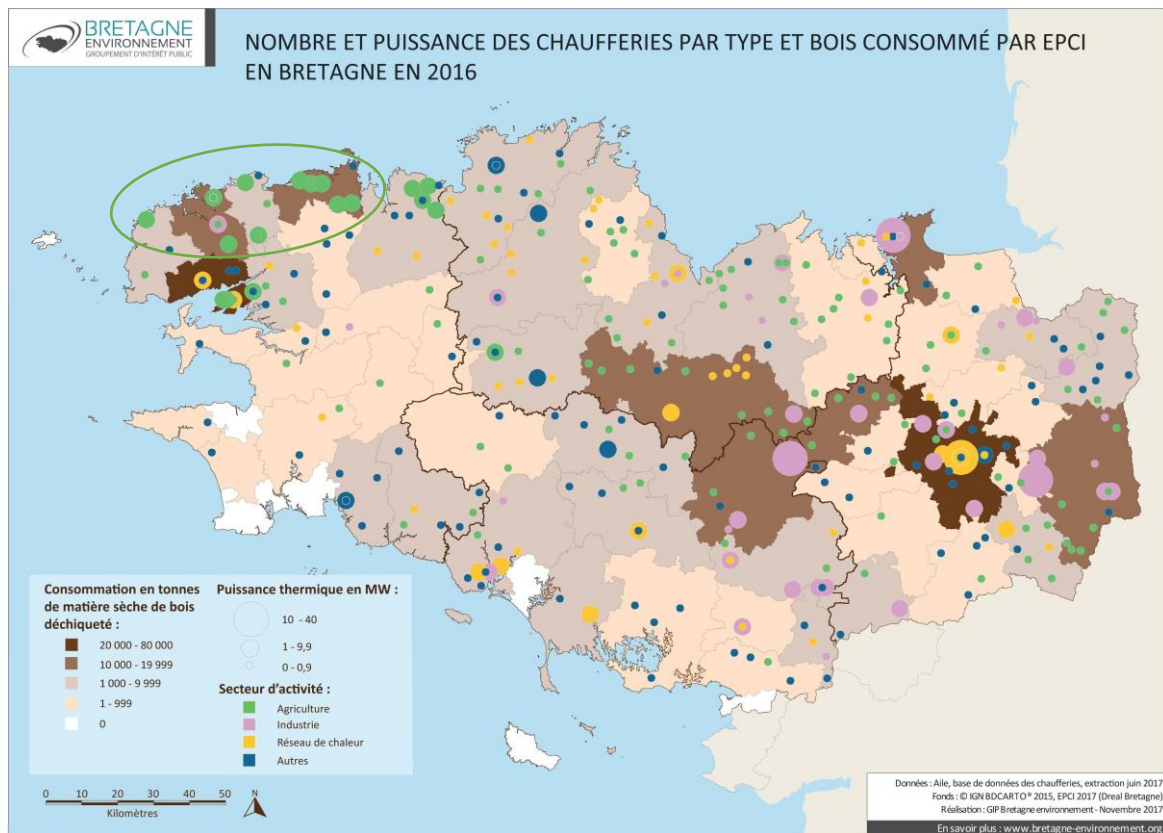 BRETAGNE
ENVIRONNEMENT
GROUPEMENT D'INTÉRÊT PUBLIC
NOMBRE ET PUISSANCE DES CHAUFFERIES PAR TYPE ET BOIS CONSOMMÉ PAR EPCI
EN BRETAGNE EN 2016
Consommation en tonnes
de matière sèche de bois
déchiqueté :
20 000 - 80 000
10 000 - 19 999
1 000 - 9 999
1 - 999
0
Puissance thermique en MW :
10 - 40
1 - 9,9
0 - 0,9
Secteur d'activité :
Agriculture
Industrie
Réseau de chaleur
Autres
0 10 20 30 40 50
Kilomètres
N
Données : Aile, base de données des chaufferies, extraction juin 2017
Fonds : © IGN BDCARTO® 2015, EPCI 2017 (Dreal Bretagne)
Réalisation : GIP Bretagne environnement - Novembre 2017
En savoir plus : www.bretagne-environnement.org